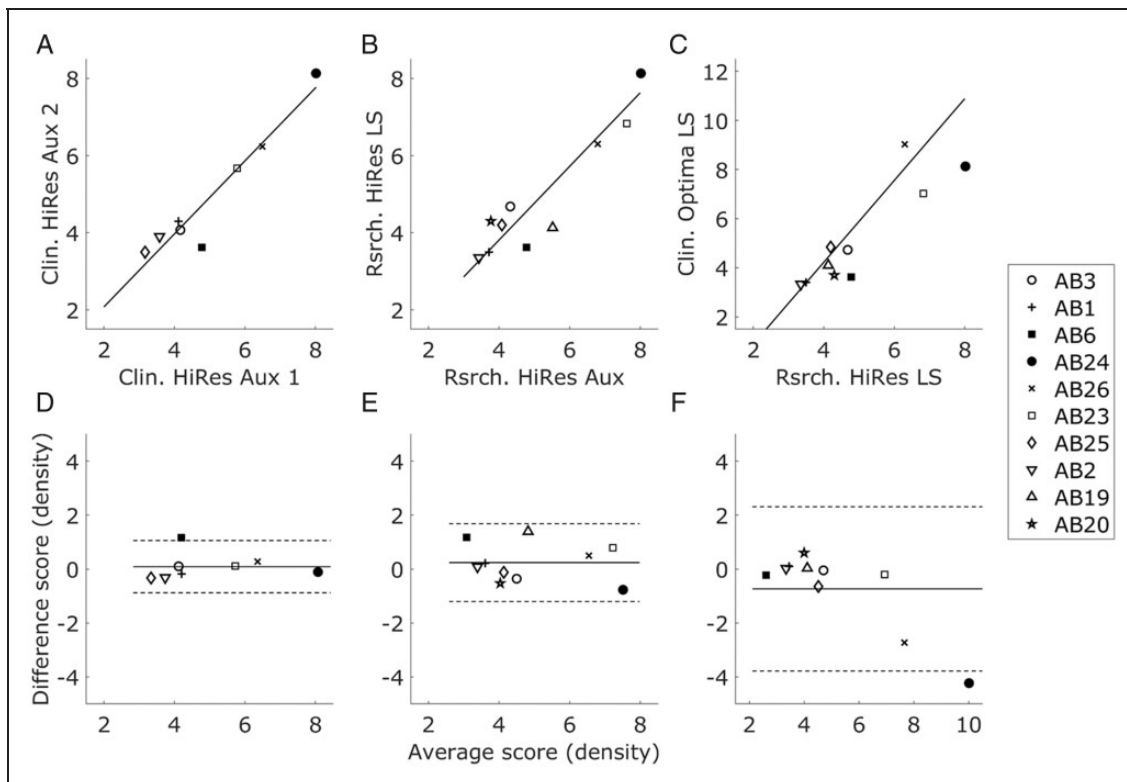 A
B
C
8
6
4
2
Clin. HiRes Aux 2
2 4 6 8
Clin. HiRes Aux 1
8
6
4
2
Rsrch. HiRes LS
2 4 6 8
Rsrch. HiRes Aux
12
10
8
6
4
2
Clin. Optima LS
2 4 6 8
Rsrch. HiRes LS
D
E
F
4
2
0
-2
-4
Difference score (density)
2 4 6 8
4
2
0
-2
-4
2 4 6 8
4
2
0
-2
-4
2 4 6 8 10
Average score (density)
AB3
AB1
AB6
AB24
AB26
AB23
AB25
AB2
AB19
AB20